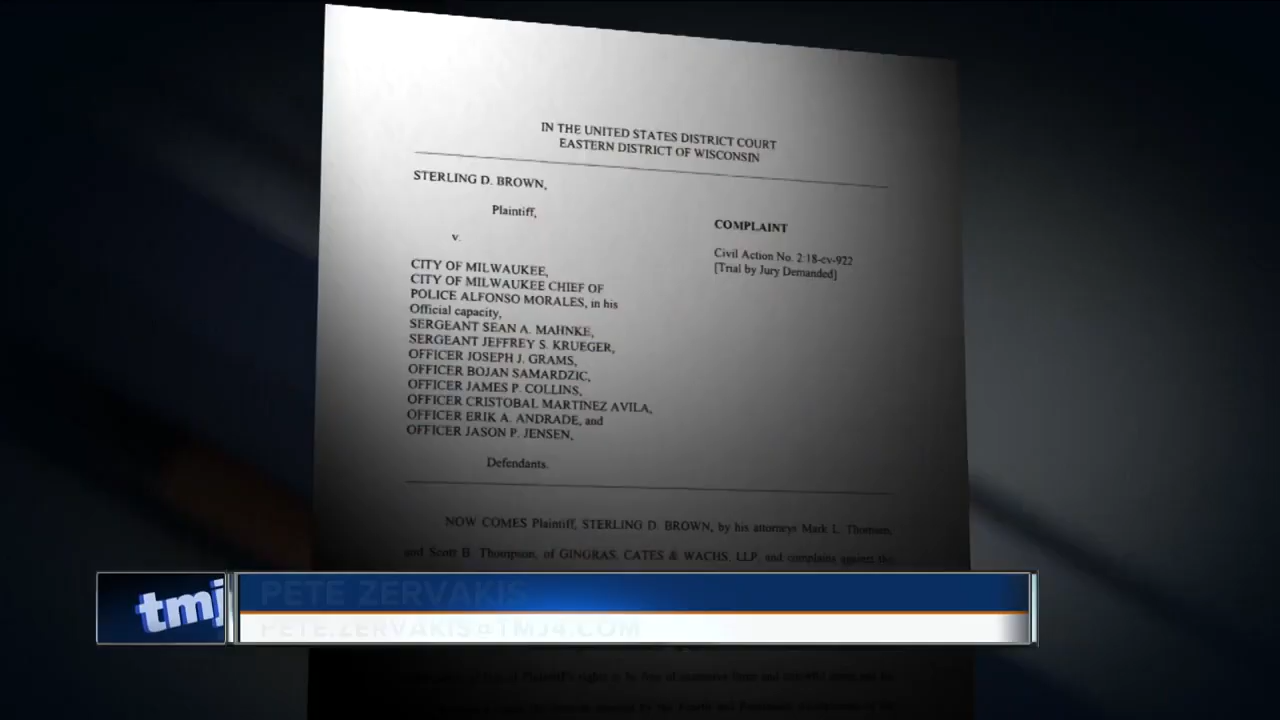 IN THE UNITED STATES DISTRICT COURT
EASTERN DISTRICT OF WISCONSIN
STERLING D. BROWN,
Plaintiff,
v.
COMPLAINT
Civil Action No. 2:18-cv-922
[Trial by Jury Demanded]
CITY OF MILWAUKEE,
CITY OF MILWAUKEE CHIEF OF
POLICE ALFONSO MORALES, in his
Official capacity,
SERGEANT SEAN A. MAHNKE,
SERGEANT JEFFREY S. KRUEGER,
OFFICER JOSEPH J. GRAMS,
OFFICER BOJAN SAMARDZIC,
OFFICER JAMES P. COLLINS,
OFFICER CRISTOBAL MARTINEZ AVILA,
OFFICER ERIK A. ANDRADE, and
OFFICER JASON P. JENSEN,
Defendants.
NOW COMES Plaintiff, STERLING D. BROWN, by his attorneys Mark L. Thomsen,
and Scott B. Thompson, of GINGRAS, CATES & WACHS, LLP, and complains against the
tmj
PETE ZERVAKIS
PETE.ZERVAKIS@TMJ4.COM